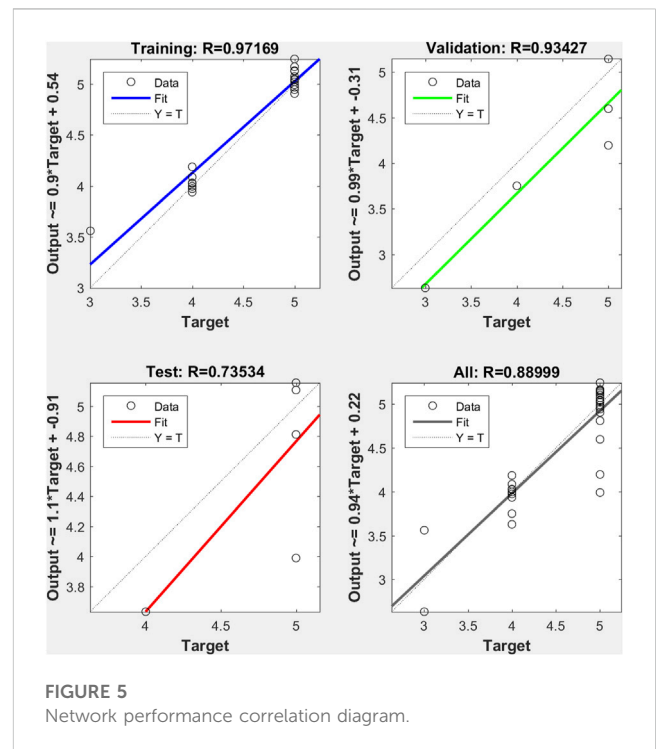 Training: R=0.97169
Output ~= 0.9*Target + 0.54
Data
Fit
Y = T
5
4.5
4
3.5
3
3 3.5 4 4.5 5
Target
Validation: R=0.93427
Output ~= 0.99*Target + -0.31
Data
Fit
Y = T
5
4.5
4
3.5
3
3 3.5 4 4.5 5
Target
Test: R=0.73534
Output ~= 1.1*Target + -0.91
Data
Fit
Y = T
5
4.8
4.6
4.4
4.2
4
3.8
4 4.5 5
Target
All: R=0.88999
Output ~= 0.94*Target + 0.22
Data
Fit
Y = T
5
4.5
4
3.5
3
3 3.5 4 4.5 5
Target
FIGURE 5
Network performance correlation diagram.